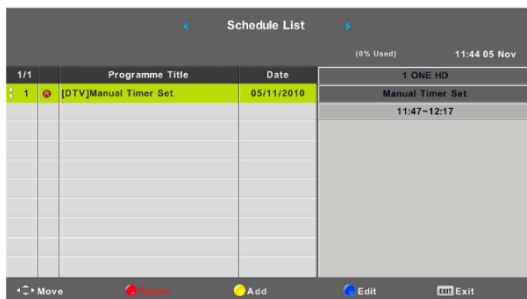 Schedule List
(0% Used) 11:44 05 Nov
1/1 Programme Title Date 1 ONE HD
1 R [DTV]Manual Timer Set 05/11/2010 Manual Timer Set
11:47~12:17
Move Delete Add Edit EXIT Exit